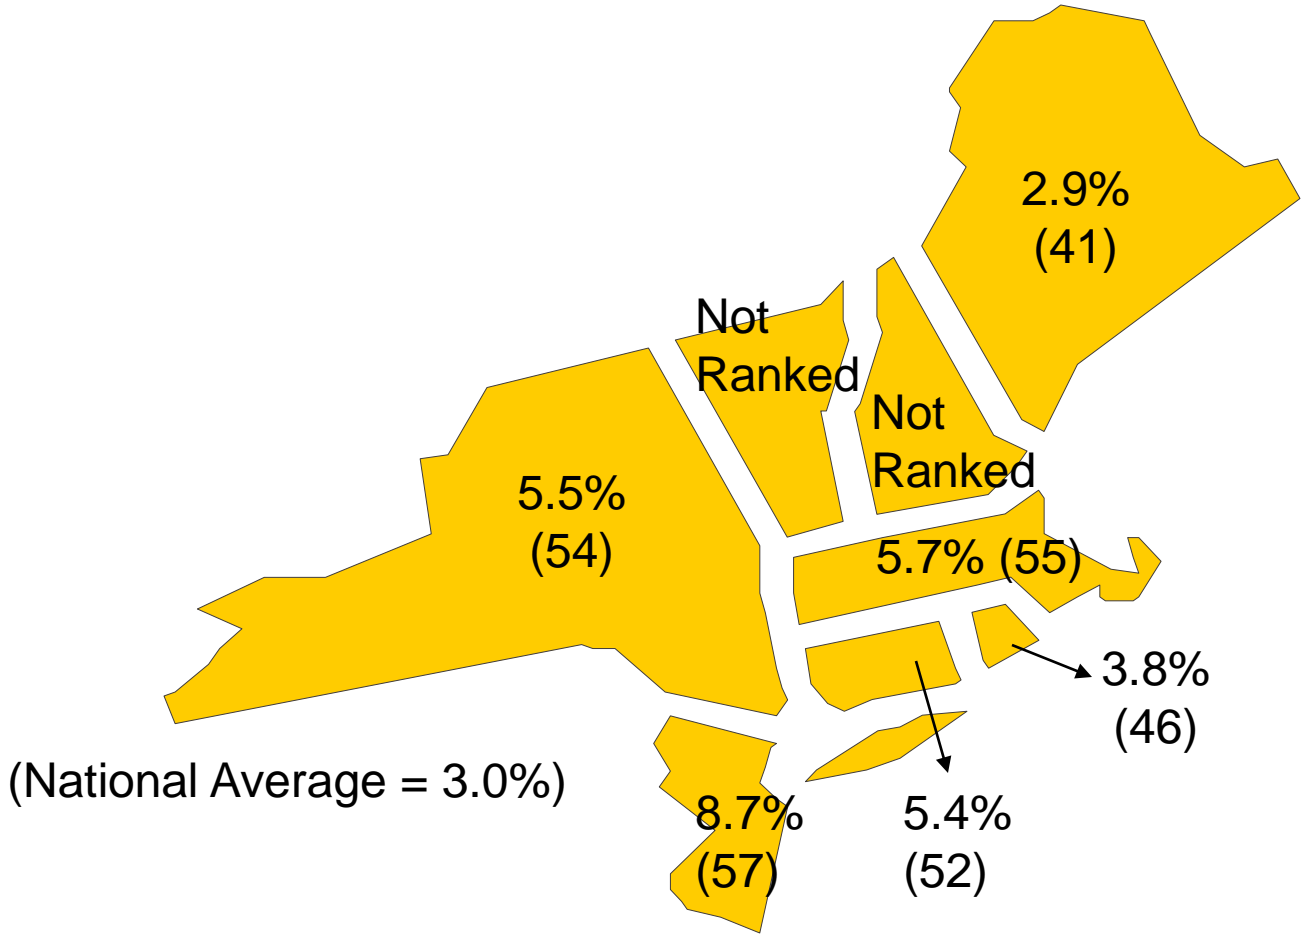 2.9%
(41)
Not
Ranked
Not
Ranked
5.5%
(54)
5.7% (55)
3.8%
(46)
(National Average = 3.0%)
8.7%
(57)
5.4%
(52)